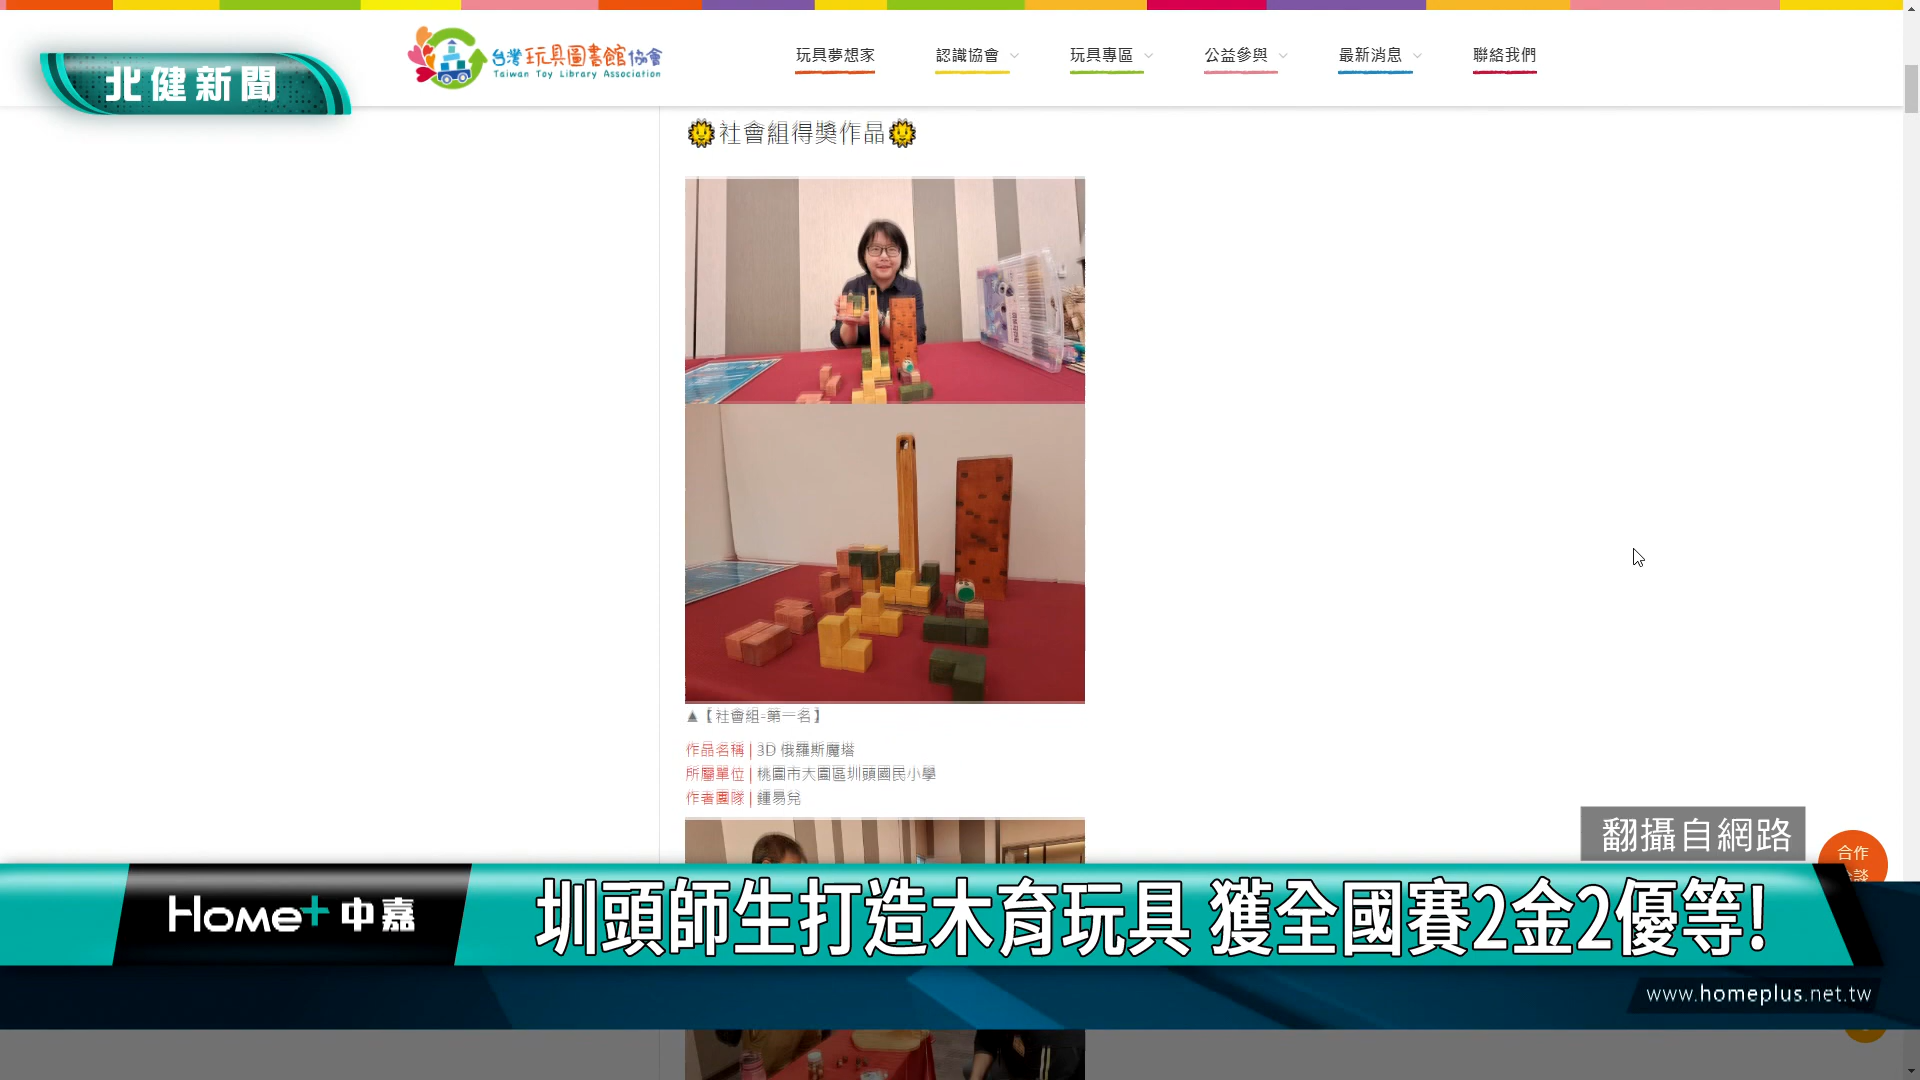 北健新聞
台灣玩具圖書館協會
Taiwan Toy Library Association
玩具夢想家
認識協會
玩具專區
公益參與
最新消息
聯絡我們
社會組得獎作品
▲【社會組-第一名】
作品名稱 | 3D 俄羅斯魔塔
所屬單位 | 桃園市大園區圳頭國民小學
作者團隊 | 鍾易兌
翻攝自網路
合作
Home+ 中嘉
圳頭師生打造木育玩具 獲全國賽2金2優等!
www.homeplus.net.tw